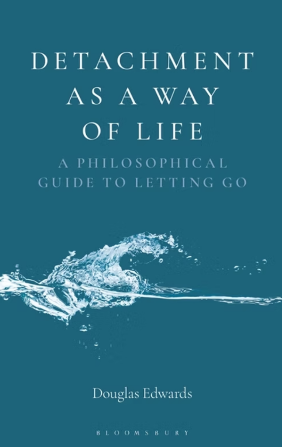 DETACHMENT
AS A WAY
OF LIFE
A PHILOSOPHICAL
GUIDE TO LETTING GO
Douglas Edwards
BLOOMSBURY